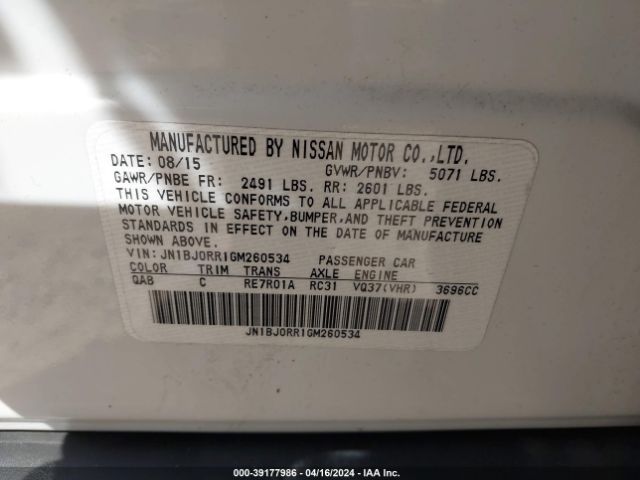 MANUFACTURED BY NISSAN MOTOR CO.,LTD.
DATE: 08/15 GVWR/PNBV: 5071 LBS.
GAWR/PNBE FR: 2491 LBS. RR: 2601 LBS.
THIS VEHICLE CONFORMS TO ALL APPLICABLE FEDERAL
MOTOR VEHICLE SAFETY,BUMPER,AND THEFT PREVENTION
STANDARDS IN EFFECT ON THE DATE OF MANUFACTURE
SHOWN ABOVE.
VIN: JN1BJ0RR1GM260534 PASSENGER CAR
COLOR TRIM TRANS AXLE ENGINE
QAB C RE7R01A RC31 VQ37(VHR) 3696CC
JN1BJ0RR1GM260534
000-39177986 - 04/16/2024 - IAA Inc.